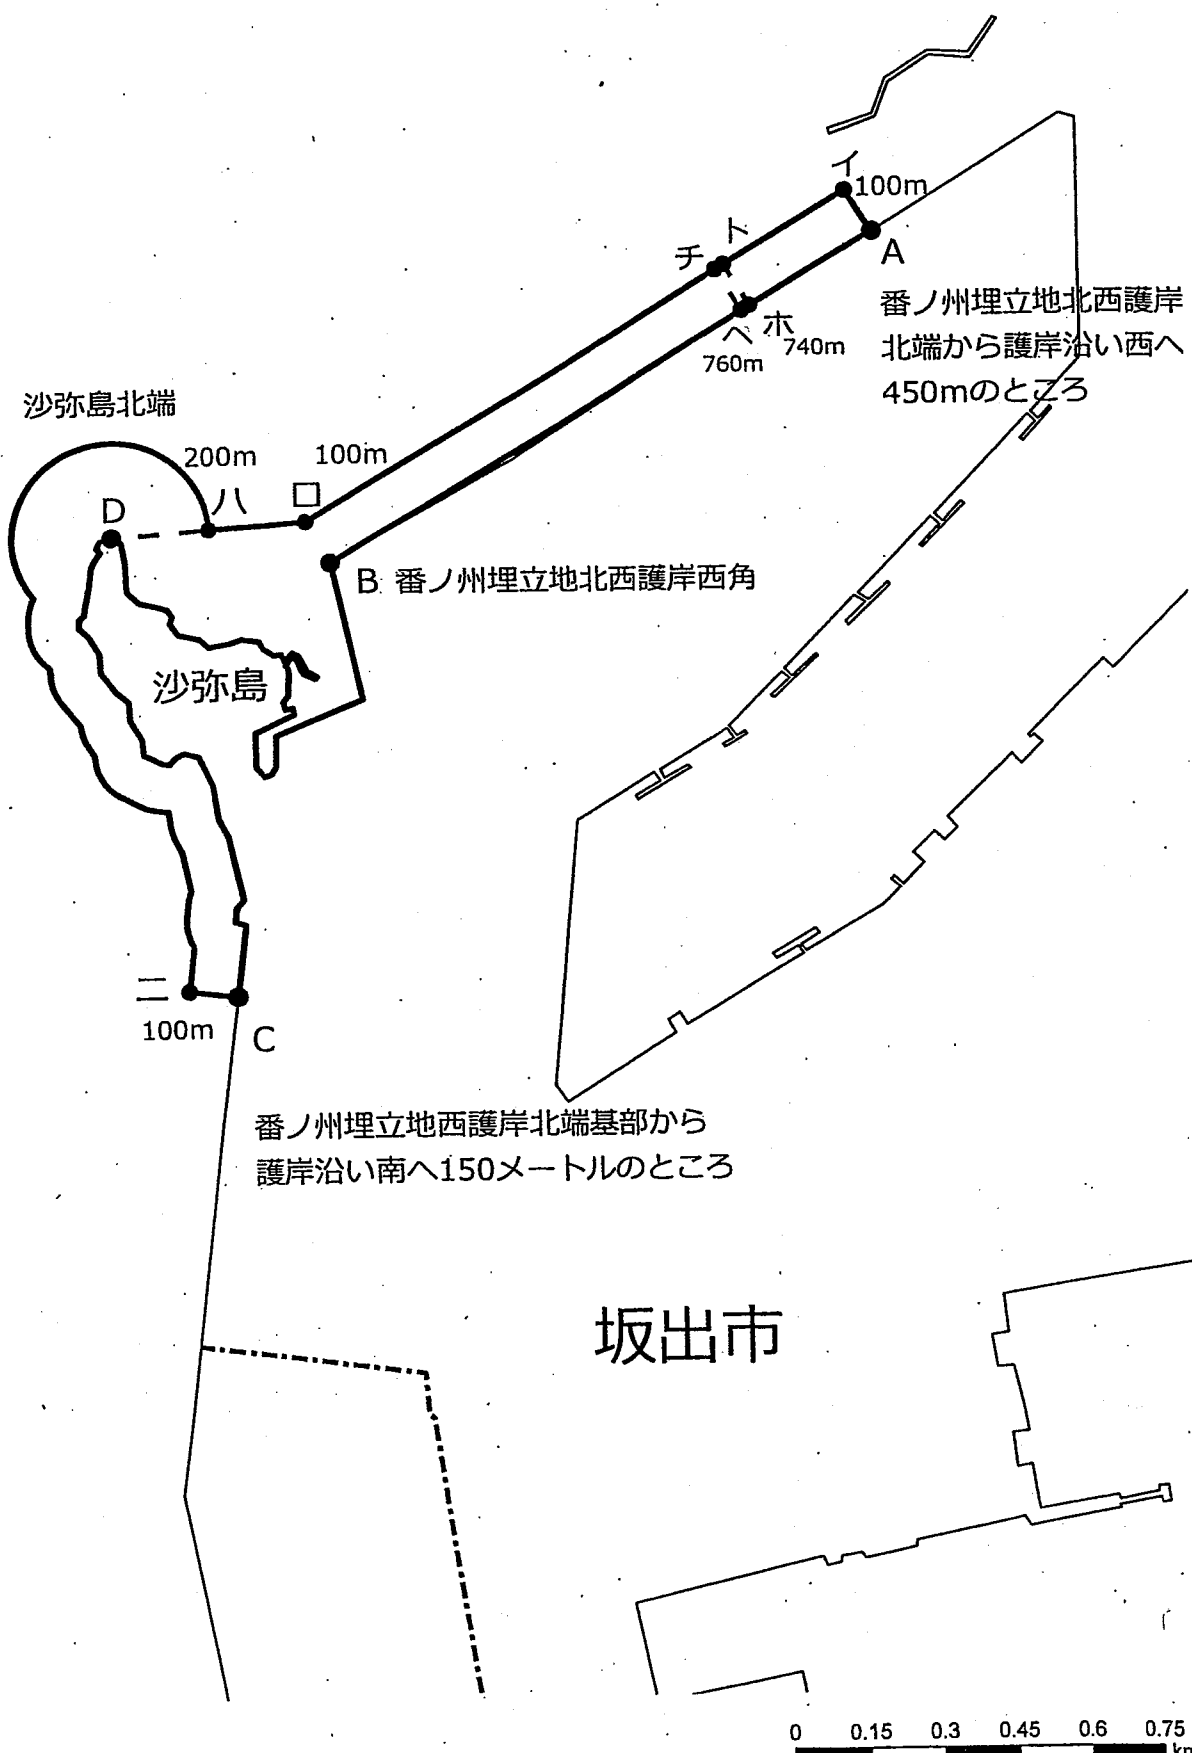 イ
100m
ト
チ
A
番ノ州埋立地北西護岸
北端から護岸沿い西へ
450mのところ
ホ
ヘ
740m
760m
沙弥島北端
200m
100m
ハ
ロ
D
B
番ノ州埋立地北西護岸西角
沙弥島
ニ
100m
C
番ノ州埋立地西護岸北端基部から
護岸沿い南へ150メートルのところ
坂出市
0 0.15 0.3 0.45 0.6 0.75